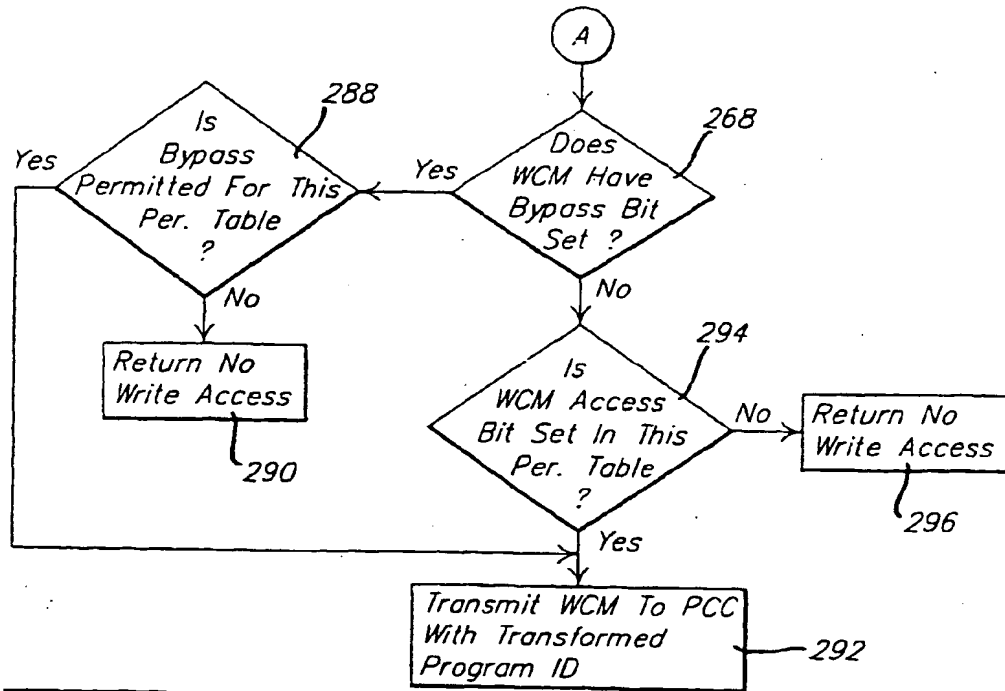 A
288
Is
Bypass
Permitted For This
Per. Table
?
Yes
Yes
Does
WCM Have
Bypass Bit
Set ?
268
No
No
Return No
Write Access
290
Is
WCM Access
Bit Set In This
Per. Table
?
294
No
Return No
Write Access
296
Yes
Transmit WCM To PCC
With Transformed
Program ID
292